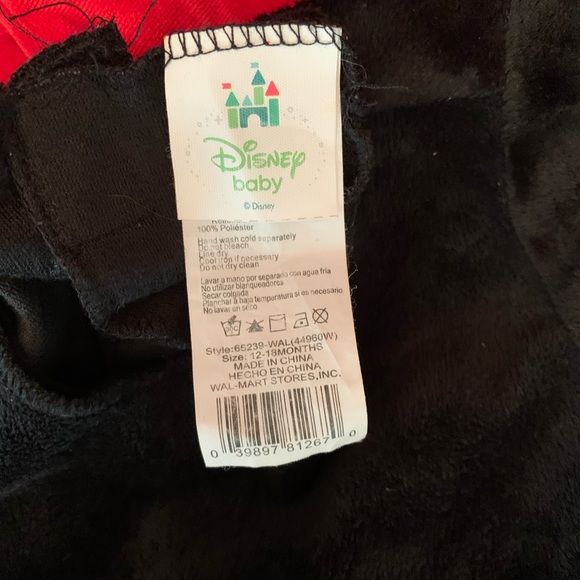 Disney
baby
© Disney
100% Poliéster
Hand wash cold separately
Do not bleach
Line dry
Cool iron if necessary
Do not dry clean
Lavar a mano por separado con agua fria
No utilizar blanqueadorsa
Secar colgada
Planchar a baja temperatura si es necesario
No lavar en seco
Style:66239-WAL(44960W)
Size: 12-18MONTHS
MADE IN CHINA
HECHO EN CHINA
WAL-MART STORES,INC.
0 39897 81267 0